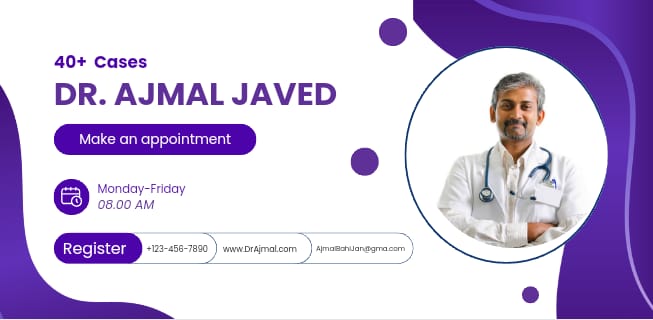 40+ Cases
DR. AJMAL JAVED
Make an appointment
Monday-Friday
08.00 AM
Register +123-456-7890 www.DrAjmal.com AjmalBahiJan@gma.com